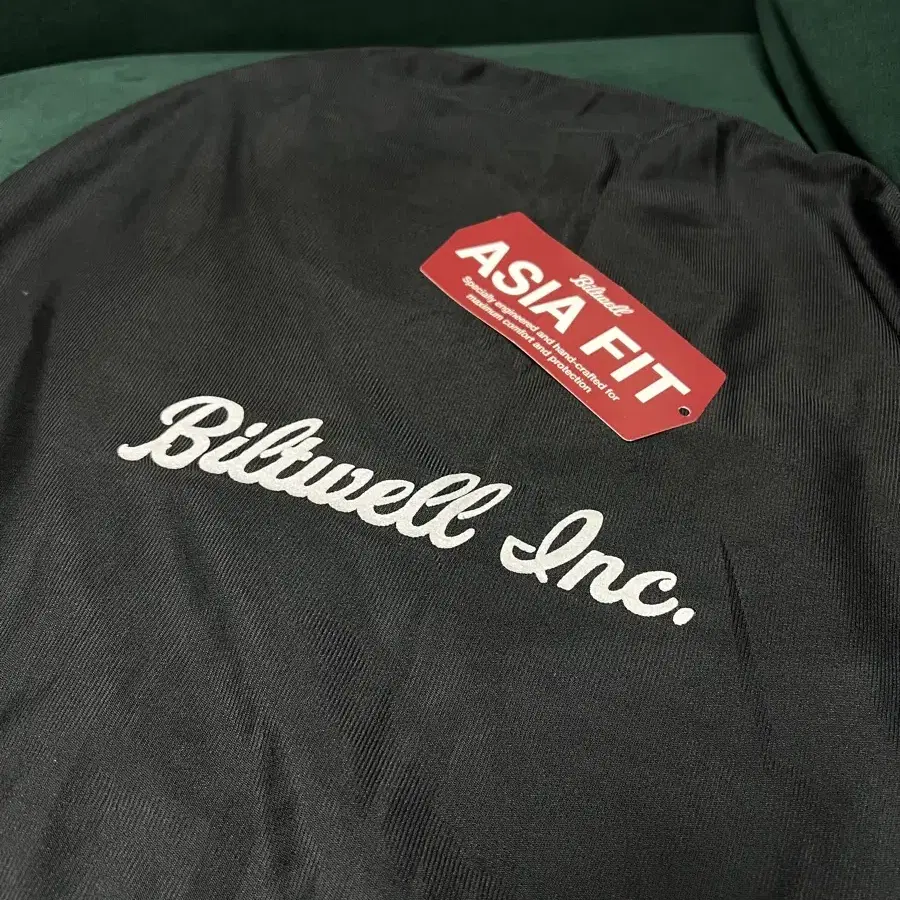 Biltwell
ASIA FIT
Specially engineered and hand-crafted for
maximum comfort and protection
Biltwell Inc.